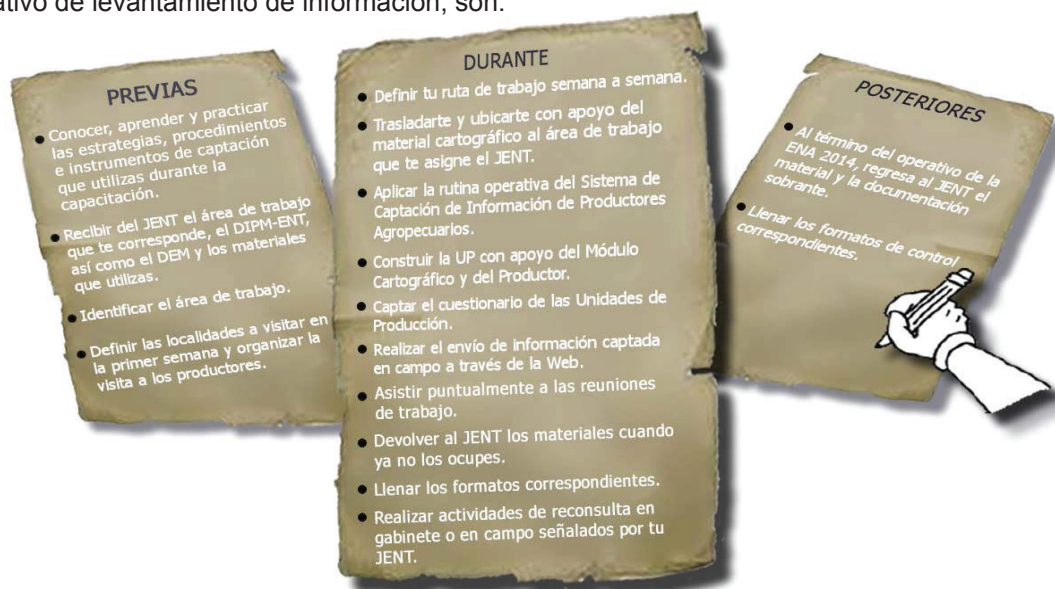 ativo de levantamiento de información, son:
PREVIAS
● Conocer, aprender y practicar
las estrategias, procedimientos
e instrumentos de captación
que utilizas durante la
capacitación.
● Recibir del JENT el área de trabajo
que te corresponde, el DIPM-ENT,
así como el DEM y los materiales
que utilizas.
● Identificar el área de trabajo.
● Definir las localidades a visitar en
la primer semana y organizar la
visita a los productores.
DURANTE
● Definir tu ruta de trabajo semana a semana.
● Trasladarte y ubicarte con apoyo del
material cartográfico al área de trabajo
que te asigne el JENT.
● Aplicar la rutina operativa del Sistema de
Captación de Información de Productores
Agropecuarios.
● Construir la UP con apoyo del Módulo
Cartográfico y del Productor.
● Captar el cuestionario de las Unidades de
Producción.
● Realizar el envío de información captada
en campo a través de la Web.
● Asistir puntualmente a las reuniones
de trabajo.
● Devolver al JENT los materiales cuando
ya no los ocupes.
● Llenar los formatos correspondientes.
● Realizar actividades de reconsulta en
gabinete o en campo señalados por tu
JENT.
POSTERIORES
● Al término del operativo de la
ENA 2014, regresa al JENT el
material y la documentación
sobrante.
● Llenar los formatos de control
correspondientes.